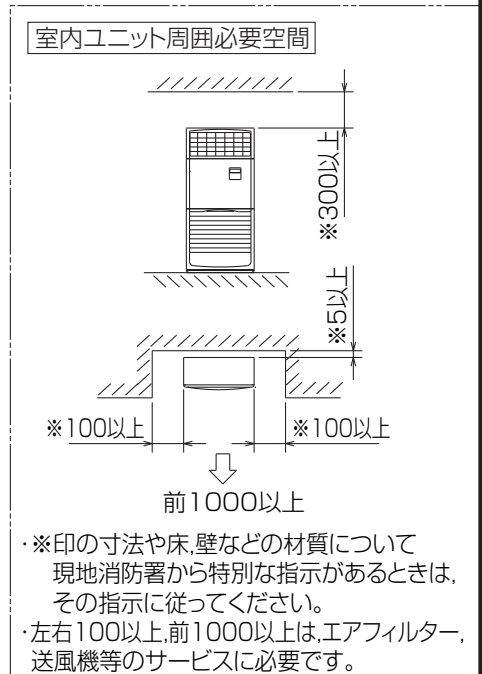 室内ユニット周囲必要空間
※300以上
※5以上
※100以上
※100以上
前1000以上
･※印の寸法や床,壁などの材質について
現地消防署から特別な指示があるときは,
その指示に従ってください。
･左右100以上,前1000以上は,エアフィルター,
送風機等のサービスに必要です。